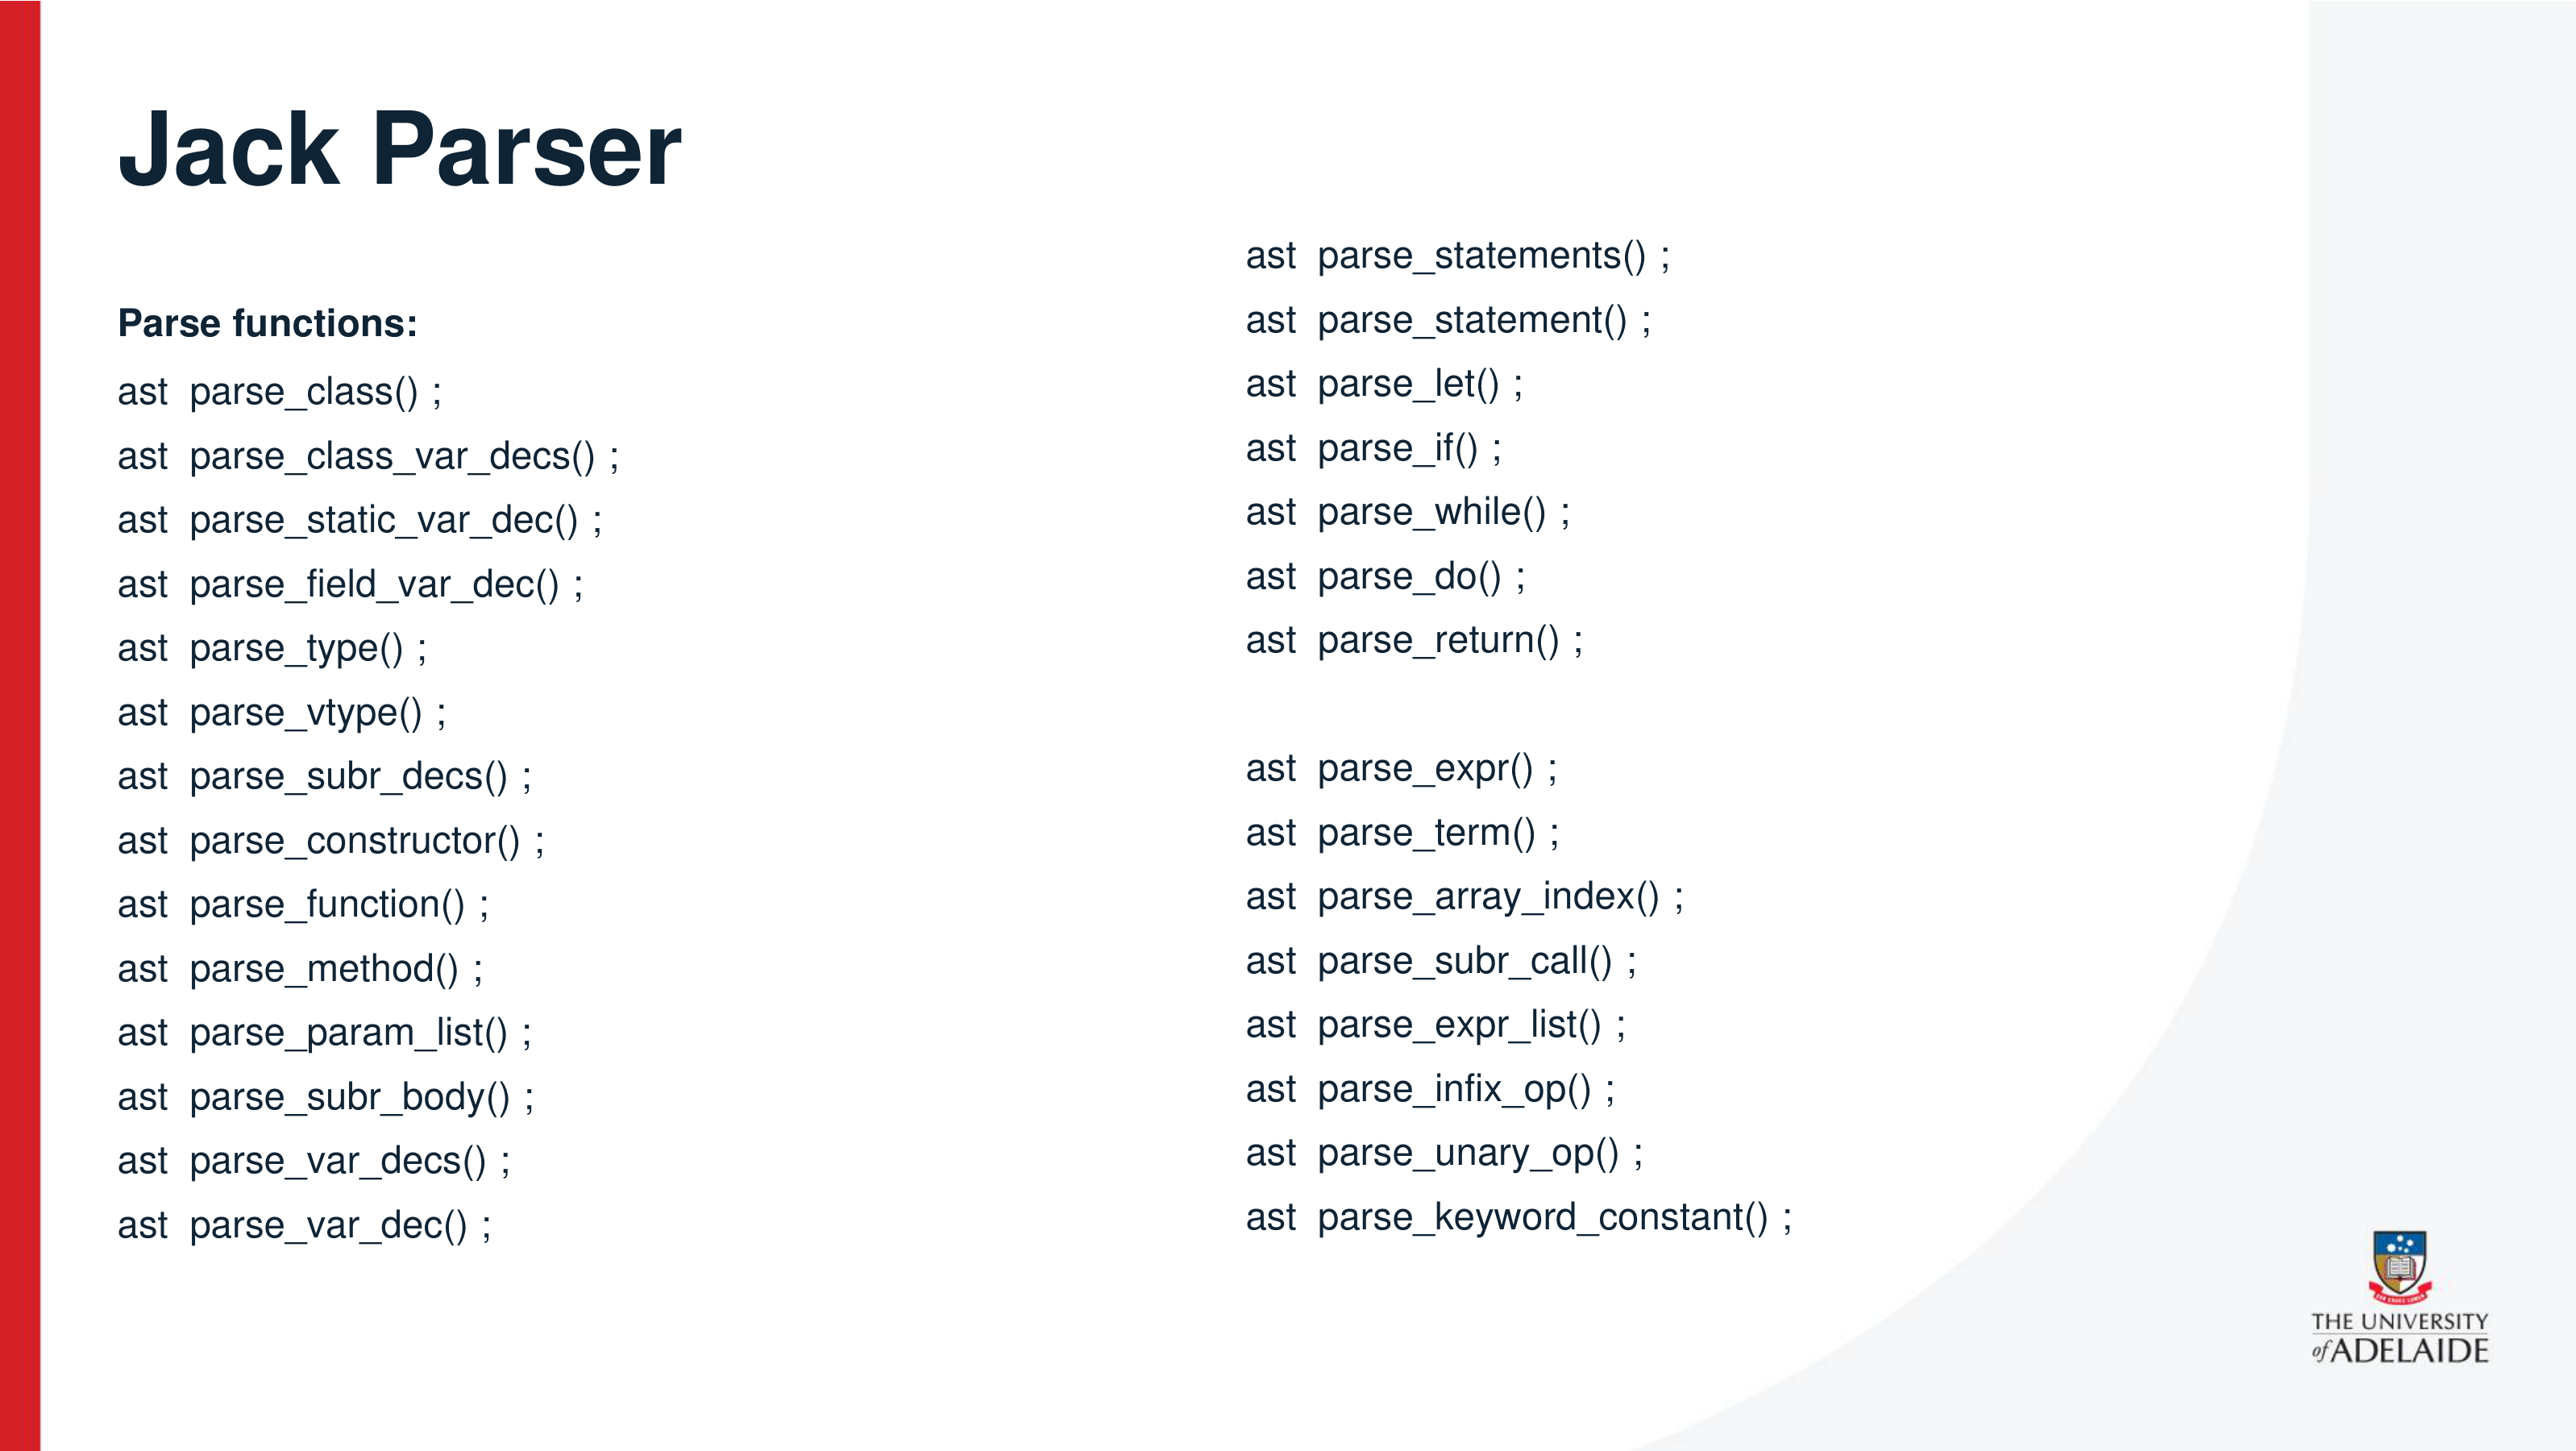 Jack Parser
Parse functions:
ast parse_class() ;
ast parse_class_var_decs() ;
ast parse_static_var_dec() ;
ast parse_field_var_dec() ;
ast parse_type() ;
ast parse_vtype() ;
ast parse_subr_decs() ;
ast parse_constructor() ;
ast parse_function() ;
ast parse_method() ;
ast parse_param_list() ;
ast parse_subr_body() ;
ast parse_var_decs() ;
ast parse_var_dec() ;
ast parse_statements() ;
ast parse_statement() ;
ast parse_let() ;
ast parse_if() ;
ast parse_while() ;
ast parse_do() ;
ast parse_return() ;
ast parse_expr() ;
ast parse_term() ;
ast parse_array_index() ;
ast parse_subr_call() ;
ast parse_expr_list() ;
ast parse_infix_op() ;
ast parse_unary_op() ;
ast parse_keyword_constant() ;
THE UNIVERSITY
of ADELAIDE